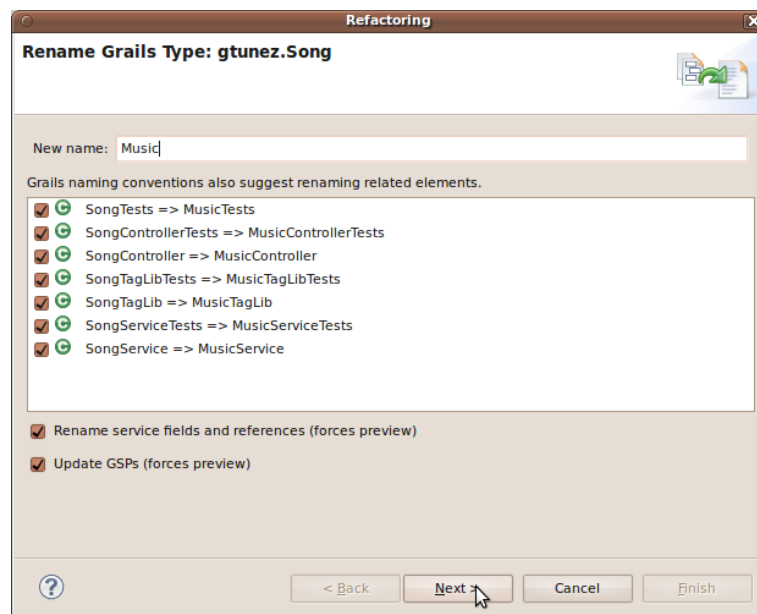 Refactoring
Rename Grails Type: gtunez.Song
New name: Music
Grails naming conventions also suggest renaming related elements.
SongTests => MusicTests
SongControllerTests => MusicControllerTests
SongController => MusicController
SongTagLibTests => MusicTagLibTests
SongTagLib => MusicTagLib
SongServiceTests => MusicServiceTests
SongService => MusicService
Rename service fields and references (forces preview)
Update GSPs (forces preview)
< Back Next > Cancel Finish